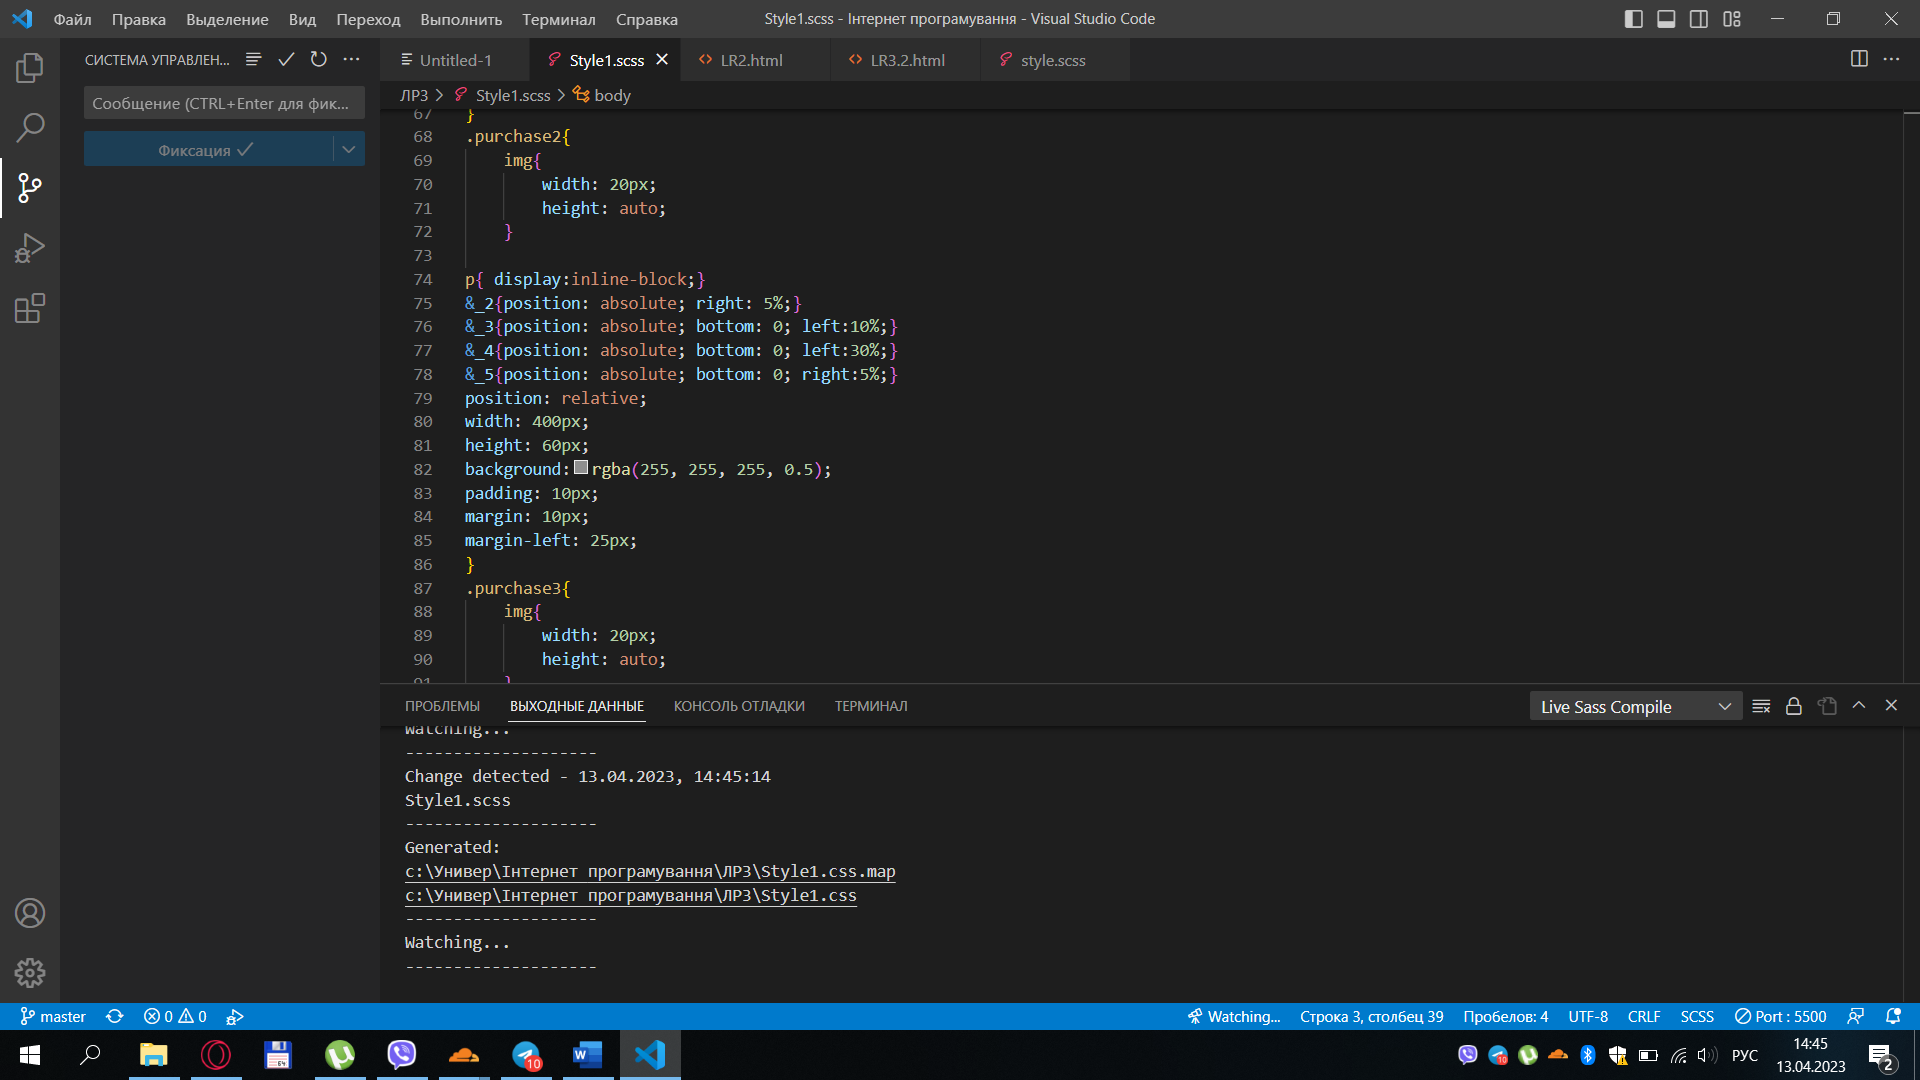 Файл Правка Выделение Вид Переход Выполнить Терминал Справка
Style1.scss - Інтернет програмування - Visual Studio Code
СИСТЕМА УПРАВЛЕН...
Untitled-1
Style1.scss
LR2.html
LR3.2.html
style.scss
ЛР3 > Style1.scss > body
Сообщение (CTRL+Enter для фик...
Фиксация
67 }
68 .purchase2{
69 img{
70 width: 20px;
71 height: auto;
72 }
73
74 p{ display:inline-block;}
75 &_2{position: absolute; right: 5%;}
76 &_3{position: absolute; bottom: 0; left:10%;}
77 &_4{position: absolute; bottom: 0; left:30%;}
78 &_5{position: absolute; bottom: 0; right:5%;}
79 position: relative;
80 width: 400px;
81 height: 60px;
82 background: rgba(255, 255, 255, 0.5);
83 padding: 10px;
84 margin: 10px;
85 margin-left: 25px;
86 }
87 .purchase3{
88 img{
89 width: 20px;
90 height: auto;
91 }
ПРОБЛЕМЫ ВЫХОДНЫЕ ДАННЫЕ КОНСОЛЬ ОТЛАДКИ ТЕРМИНАЛ
Live Sass Compile
Watching...
--------------------
Change detected - 13.04.2023, 14:45:14
Style1.scss
--------------------
Generated:
c:\Универ\Інтернет програмування\ЛР3\Style1.css.map
c:\Универ\Інтернет програмування\ЛР3\Style1.css
--------------------
Watching...
--------------------
master 0 0
Watching... Строка 3, столбец 39 Пробелов: 4 UTF-8 CRLF SCSS Port : 5500
64
10
W
10
РУС
14:45
13.04.2023
2